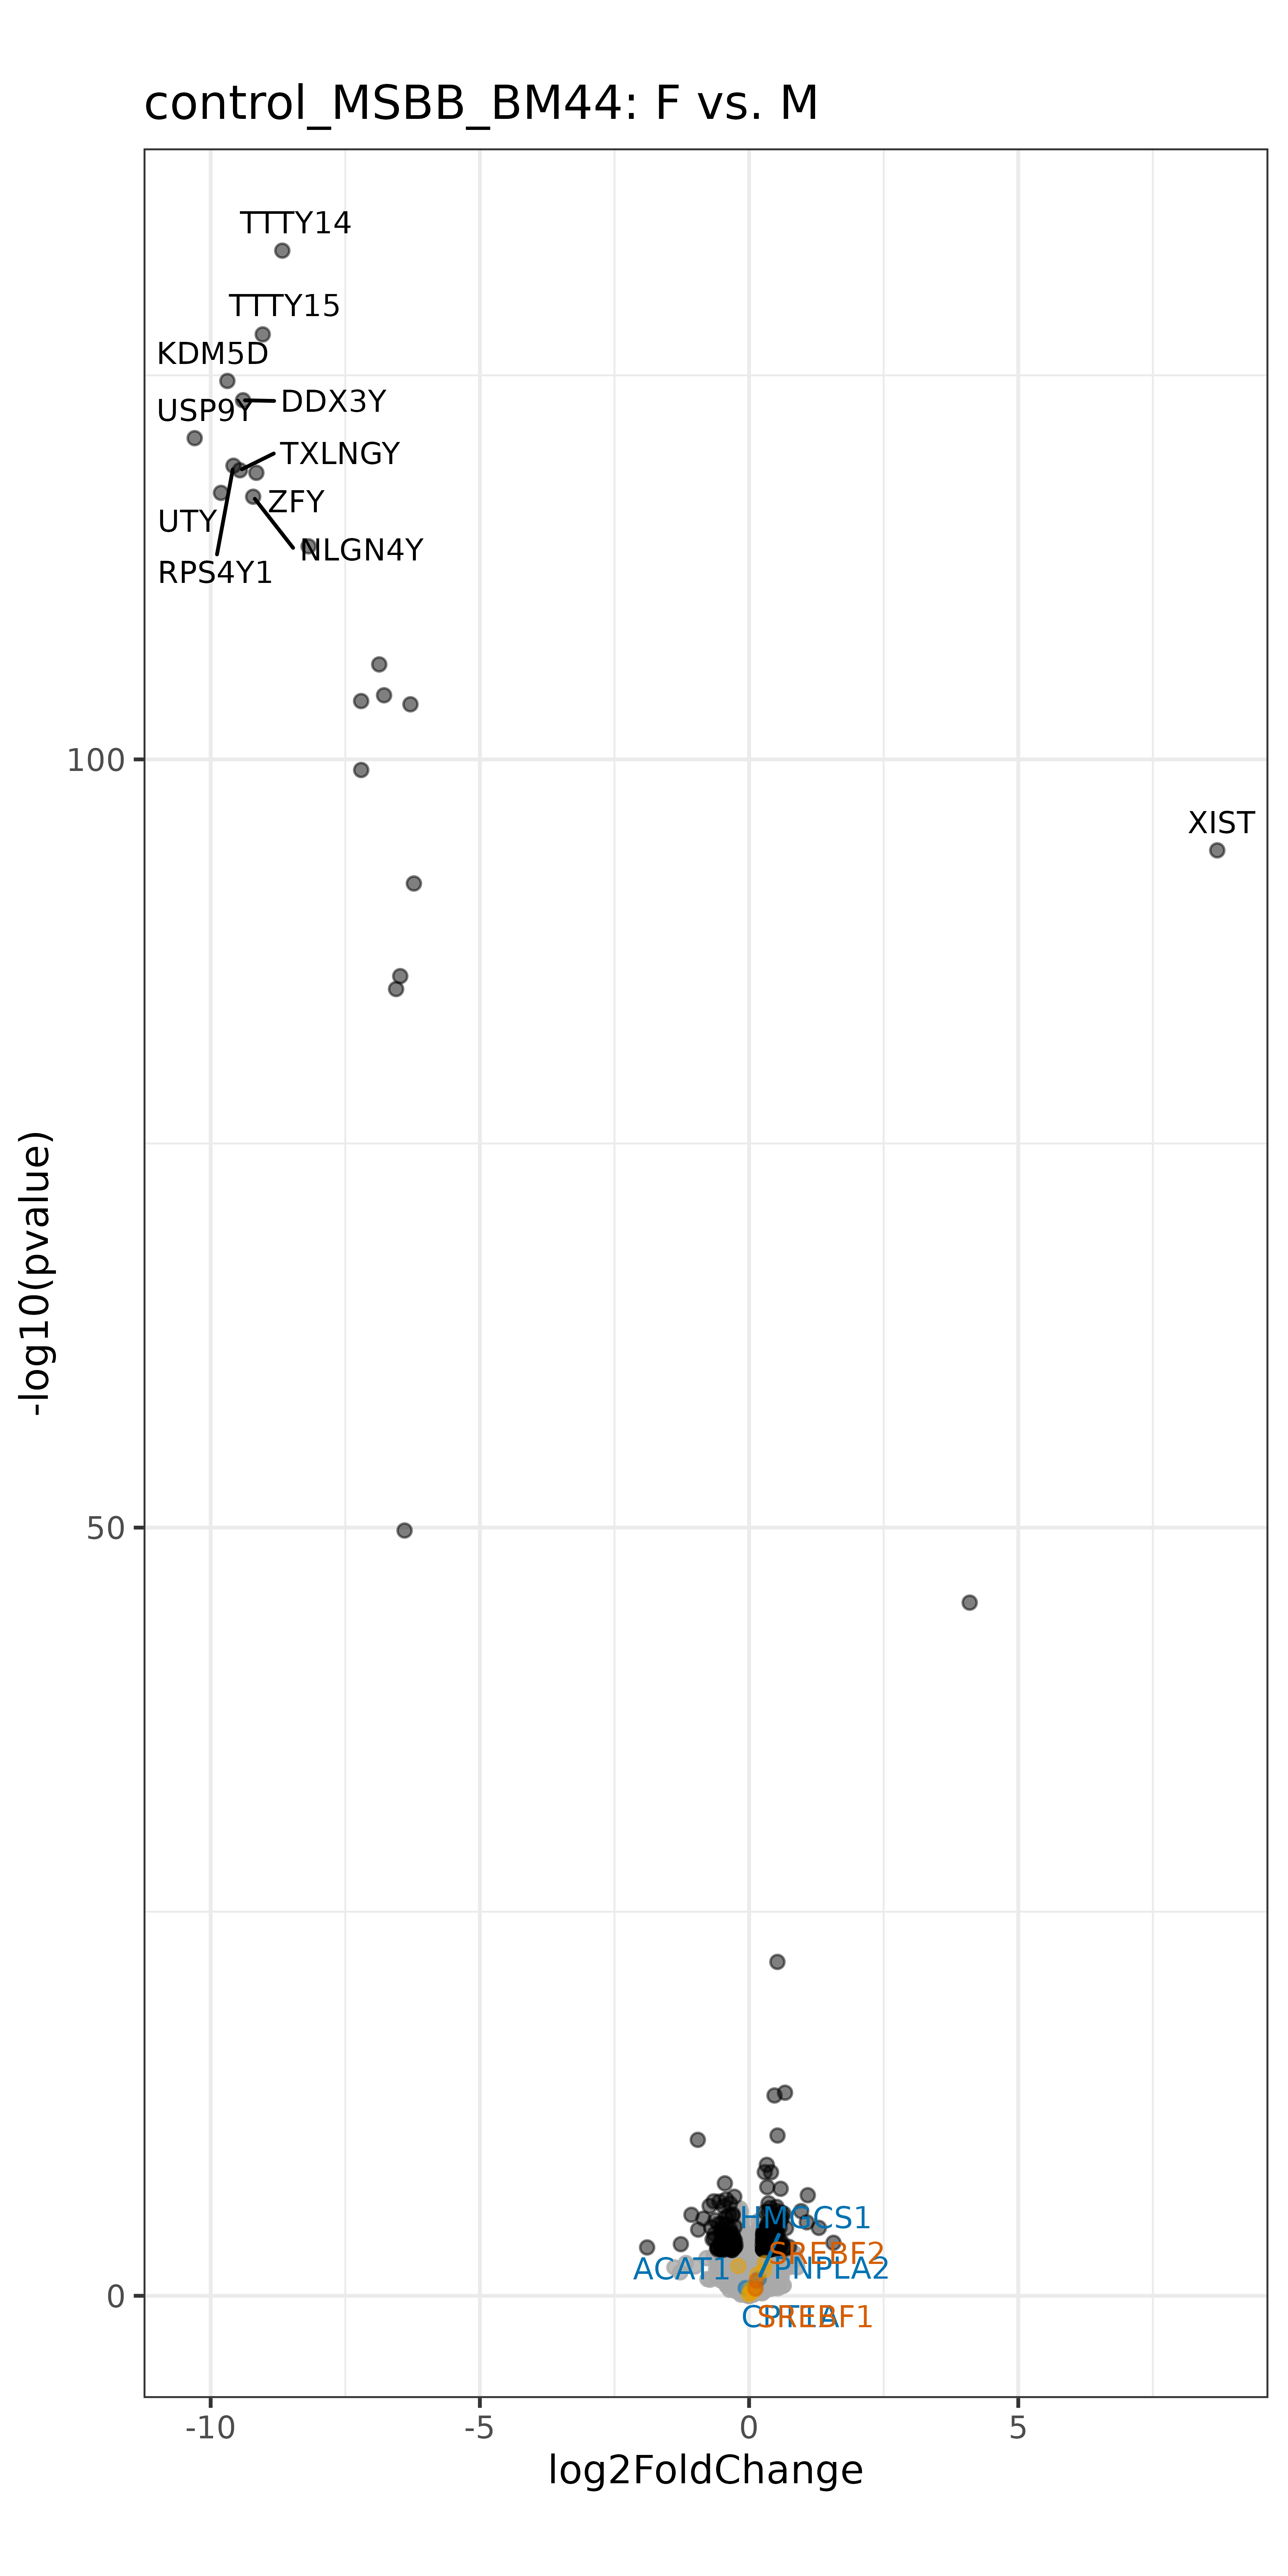 control_MSBB_BM44: F vs. M
TTTY14
TTTY15
KDM5D
DDX3Y
USP9Y
TXLNGY
ZFY
UTY
NLGN4Y
RPS4Y1
100
XIST
-log10(pvalue)
50
HMGCS1
SREBF2
ACAT1
PNPLA2
0
CPT1A
SREBF1
-10
-5
0
5
log2FoldChange